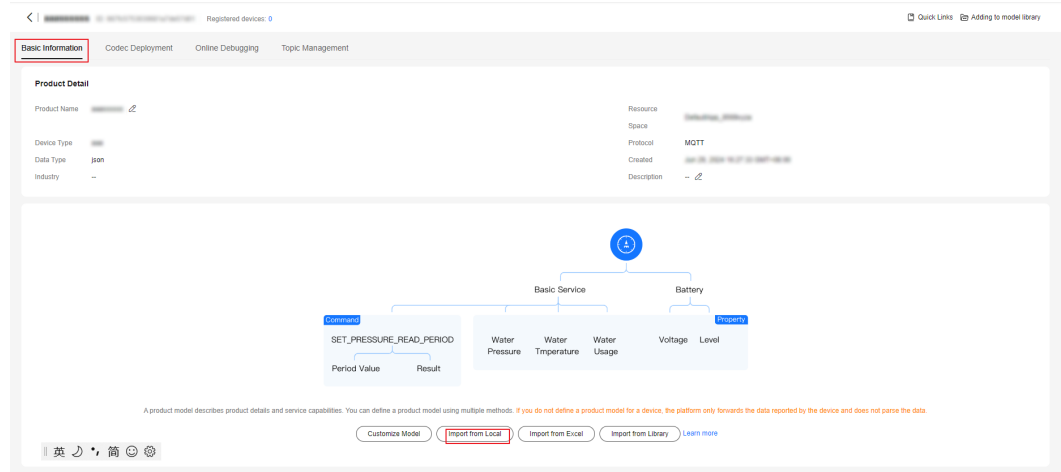 Registered devices: 0
Quick Links Adding to model library
Basic Information Codec Deployment Online Debugging Topic Management
Product Detail
Product Name
Resource
Space
Device Type
Protocol MQTT
Data Type json
Created
Industry --
Description --
Basic Service Battery
Command
Property
SET_PRESSURE_READ_PERIOD
Water Water Water Voltage Level
Pressure Tmperature Usage
Period Value Result
A product model describes product details and service capabilities. You can define a product model using multiple methods. If you do not define a product model for a device, the platform only forwards the data reported by the device and does not parse the data.
Customize Model Import from Local Import from Excel Import from Library Learn more
英 简